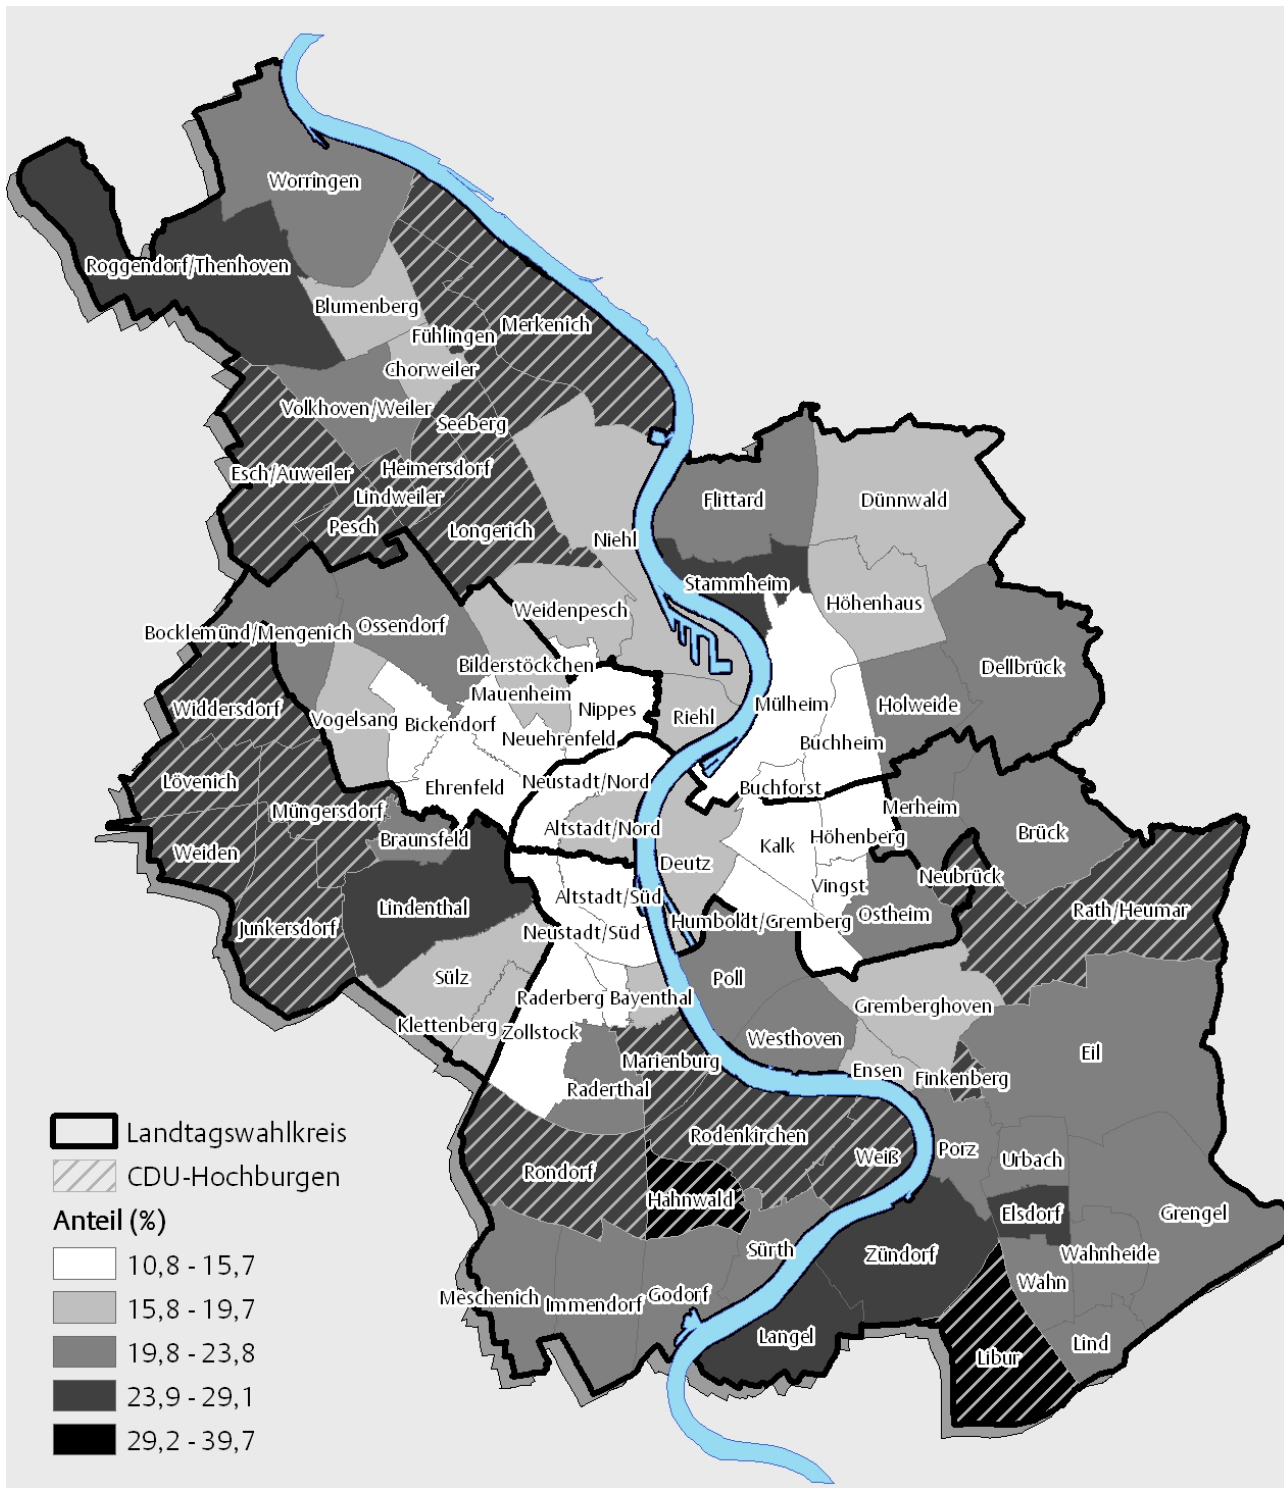 Worringen
Roggendorf/Thenhoven
Blumenberg
Fühlingen
Merkenich
Chorweiler
Volkhoven/Weiler
Seeberg
Esch/Auweiler
Heimersdorf
Lindweiler
Pesch
Longerich
Niehl
Flittard
Dünnwald
Stammheim
Höhenhaus
Weidenpesch
Bocklemünd/Mengenich
Ossendorf
Bilderstöckchen
Mauenheim
Dellbrück
Widdersdorf
Vogelsang
Bickendorf
Nippes
Riehl
Mülheim
Holweide
Neuehrenfeld
Buchheim
Lövenich
Ehrenfeld
Neustadt/Nord
Buchforst
Müngersdorf
Merheim
Altstadt/Nord
Braunsfeld
Höhenberg
Brück
Weiden
Kalk
Deutz
Neubrück
Vingst
Lindenthal
Altstadt/Süd
Rath/Heumar
Ostheim
Humboldt/Gremberg
Junkersdorf
Neustadt/Süd
Sülz
Poll
Raderberg
Bayenthal
Gremberghoven
Klettenberg
Zollstock
Westhoven
Eil
Marienburg
Ensen
Finkenberg
Raderthal
Rodenkirchen
Weiß
Porz
Urbach
Rondorf
Hahnwald
Elsdorf
Grengel
Sürth
Zündorf
Wahnheide
Wahn
Meschenich
Immendorf
Godorf
Langel
Lind
Libur
Landtagswahlkreis
CDU-Hochburgen
Anteil (%)
10,8 - 15,7
15,8 - 19,7
19,8 - 23,8
23,9 - 29,1
29,2 - 39,7